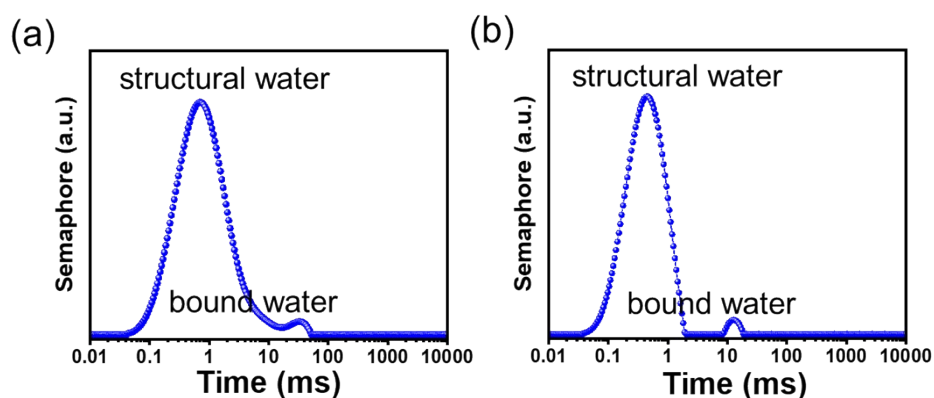 (a)
structural water
bound water
Semaphore (a.u.)
0.01 0.1 1 10 100 1000 10000
Time (ms)
(b)
structural water
bound water
Semaphore (a.u.)
0.01 0.1 1 10 100 1000 10000
Time (ms)